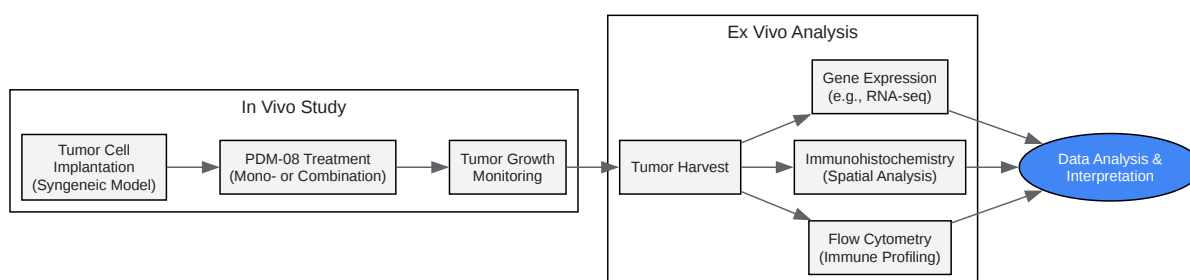 In Vivo Study
Tumor Cell
Implantation
(Syngeneic Model)
PDM-08 Treatment
(Mono- or Combination)
Tumor Growth
Monitoring
Ex Vivo Analysis
Tumor Harvest
Gene Expression
(e.g., RNA-seq)
Immunohistochemistry
(Spatial Analysis)
Flow Cytometry
(Immune Profiling)
Data Analysis &
Interpretation